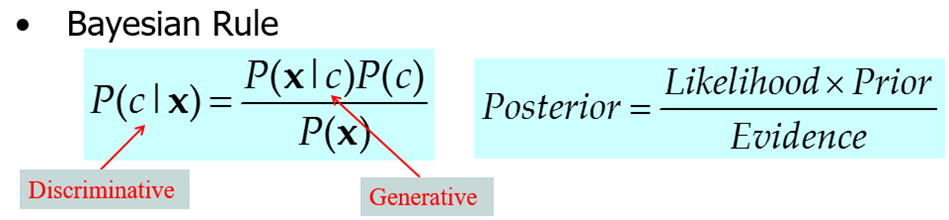 • Bayesian Rule
P(c | x) = P(x | c)P(c) / P(x)
Posterior = Likelihood × Prior / Evidence
Discriminative
Generative